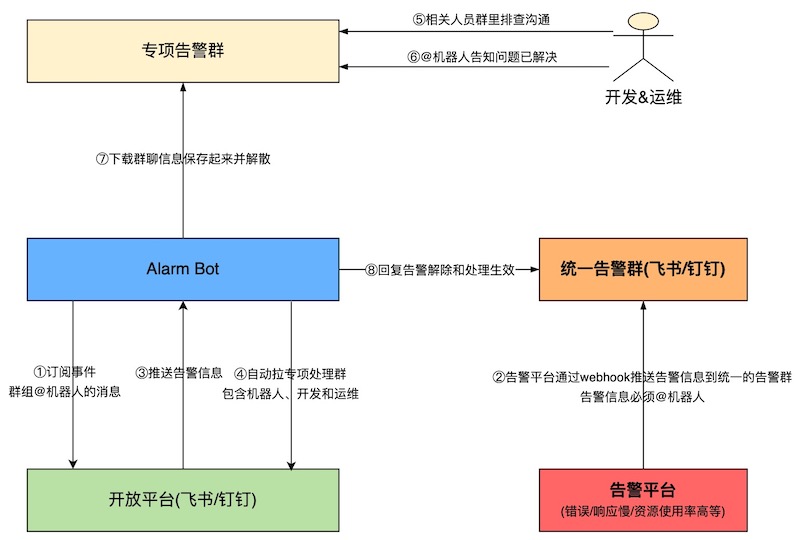 ⑤相关人员群里排查沟通
专项告警群
⑥@机器人告知问题已解决
开发&运维
⑦下载群聊信息保存起来并解散
Alarm Bot
⑧回复告警解除和处理生效
统一告警群(飞书/钉钉)
①订阅事件
群组@机器人的消息
③推送告警信息
④自动拉专项处理群
包含机器人、开发和运维
②告警平台通过webhook推送告警信息到统一的告警群
告警信息必须@机器人
开放平台(飞书/钉钉)
告警平台
(错误/响应慢/资源使用率高等)